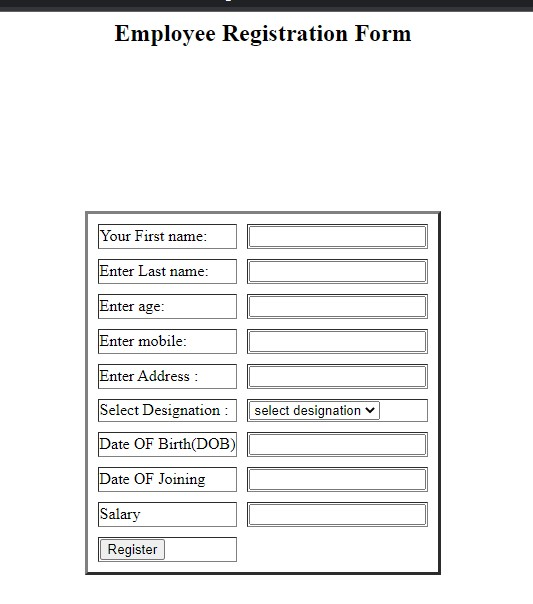 Employee Registration Form
Your First name:
Enter Last name:
Enter age:
Enter mobile:
Enter Address :
Select Designation : select designation
Date OF Birth(DOB)
Date OF Joining
Salary
Register